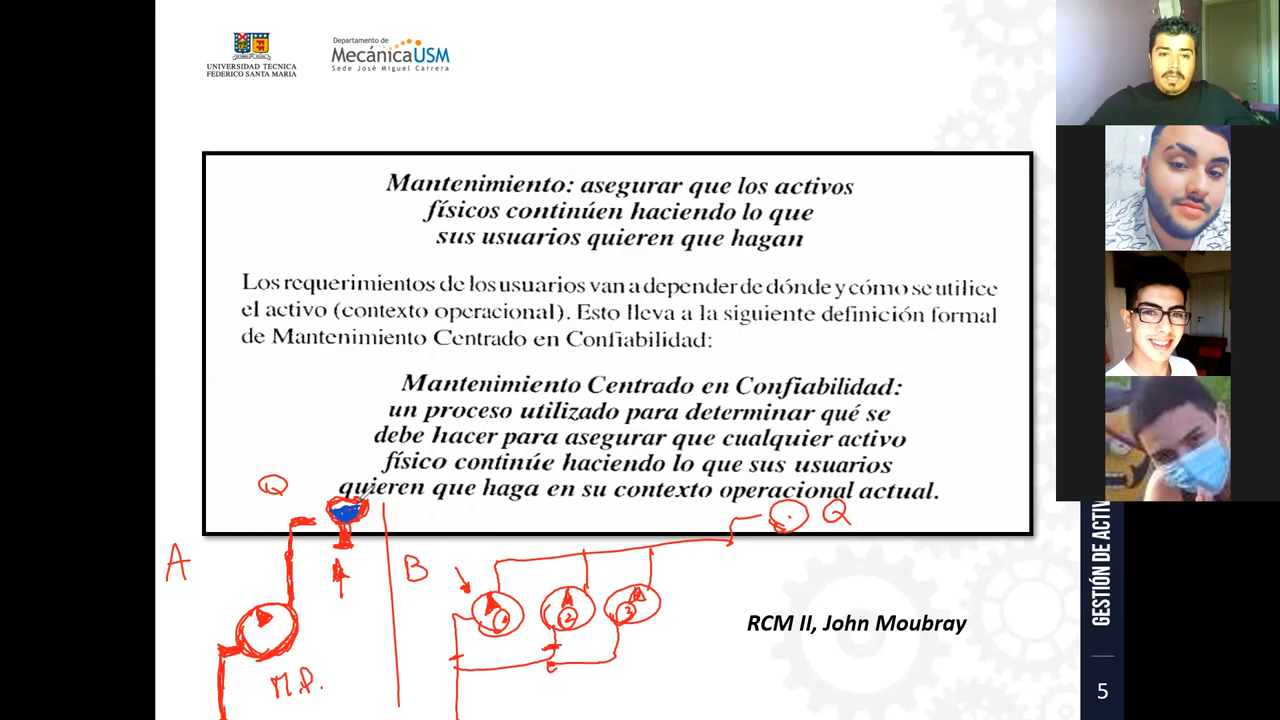 UNIVERSIDAD TECNICA
FEDERICO SANTA MARIA
Departamento de
MecánicaUSM
Sede José Miguel Carrera
Mantenimiento: asegurar que los activos
físicos continúen haciendo lo que
sus usuarios quieren que hagan
Los requerimientos de los usuarios van a depender de dónde y cómo se utilice
el activo (contexto operacional). Esto lleva a la siguiente definición formal
de Mantenimiento Centrado en Confiabilidad:
Mantenimiento Centrado en Confiabilidad:
un proceso utilizado para determinar qué se
debe hacer para asegurar que cualquier activo
físico continúe haciendo lo que sus usuarios
quieren que haga en su contexto operacional actual.
Q
Q
A
B
1
2
3
M.P.
RCM II, John Moubray
GESTIÓN DE ACTIV
5